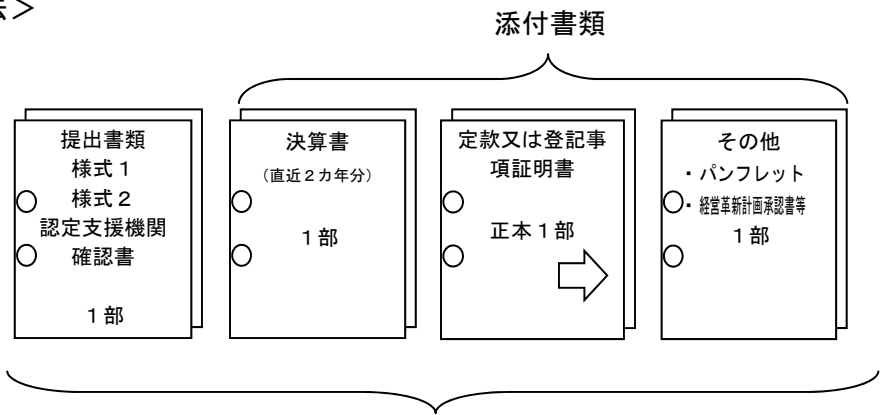 法＞
添付書類
提出書類
様式１
様式２
認定支援機関
確認書
１部
決算書
（直近２カ年分）
１部
定款又は登記事
項証明書
正本１部
その他
・パンフレット
・経営革新計画承認書等
１部